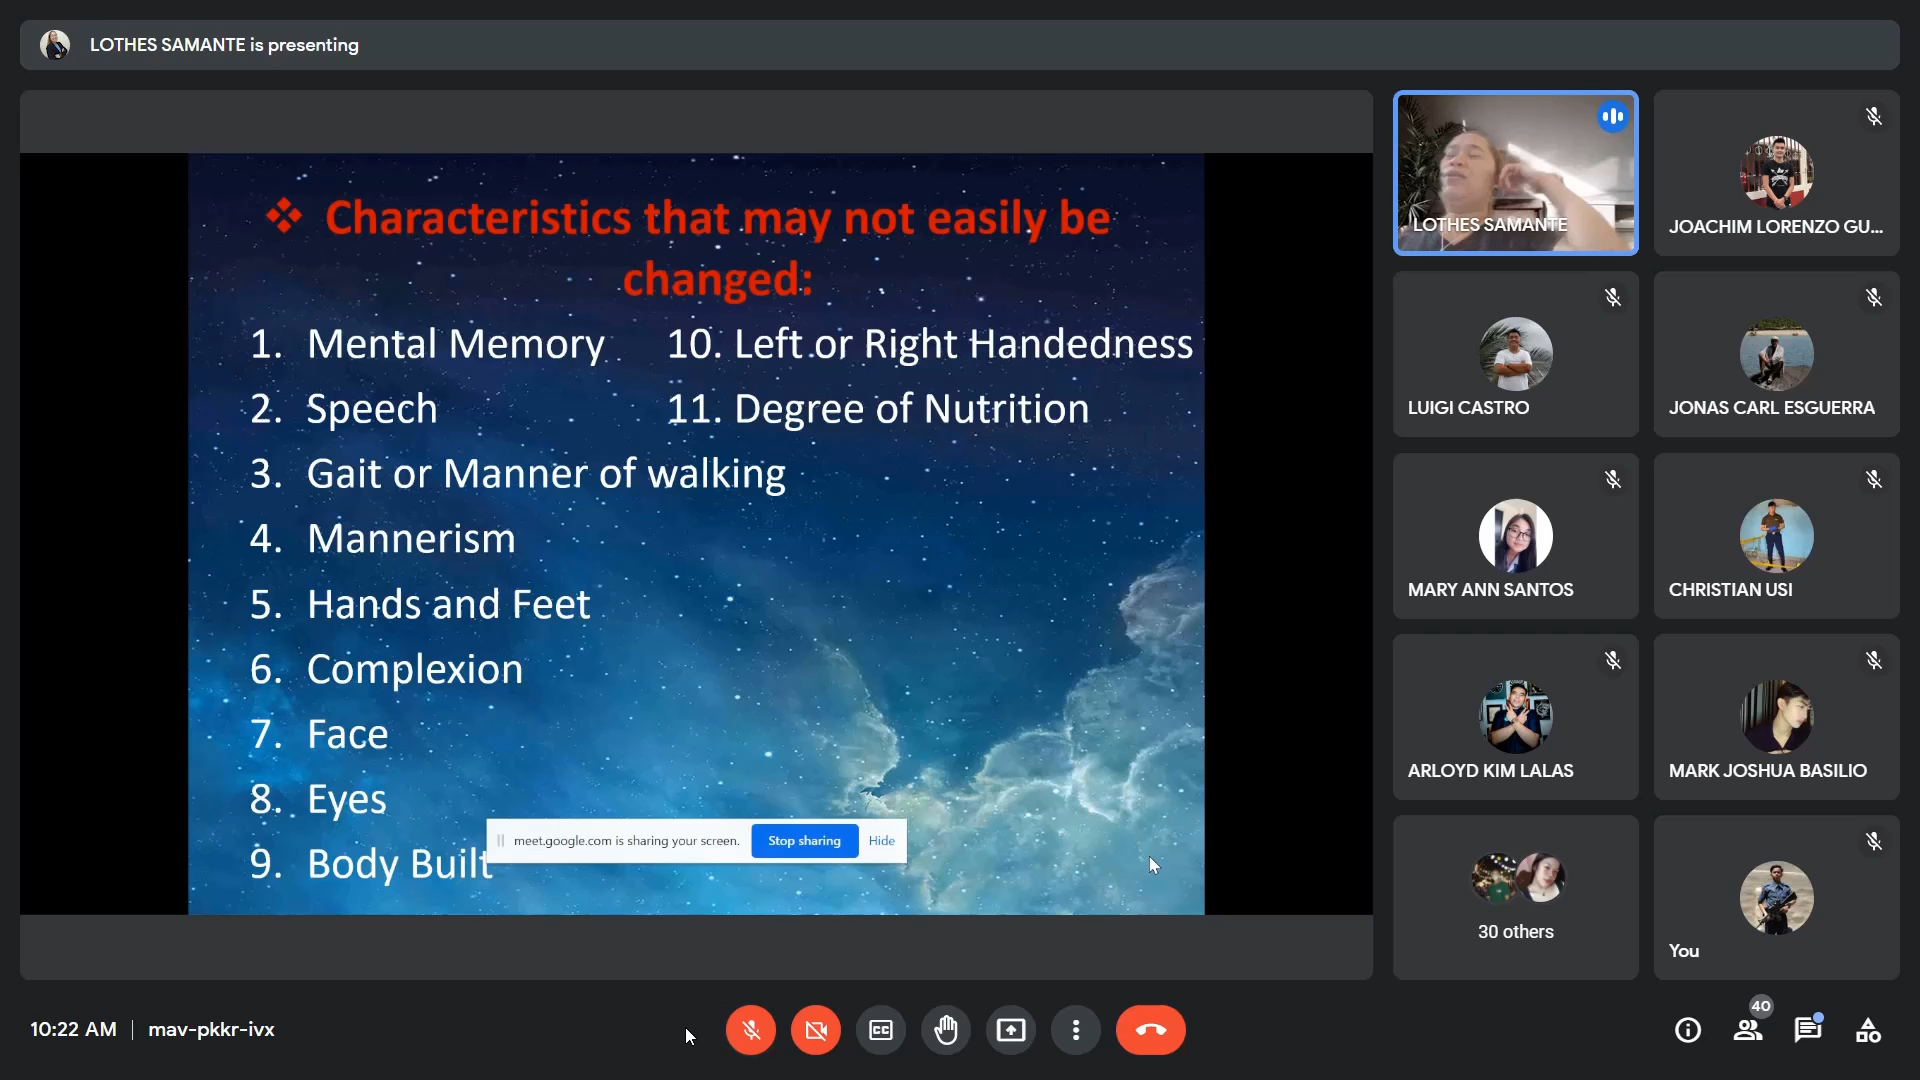 LOTHES SAMANTE is presenting
❖ Characteristics that may not easily be
changed:
1. Mental Memory
2. Speech
3. Gait or Manner of walking
4. Mannerism
5. Hands and Feet
6. Complexion
7. Face
8. Eyes
9. Body Built
10. Left or Right Handedness
11. Degree of Nutrition
meet.google.com is sharing your screen. Stop sharing Hide
LOTHES SAMANTE
JOACHIM LORENZO GU...
LUIGI CASTRO
JONAS CARL ESGUERRA
MARY ANN SANTOS
CHRISTIAN USI
ARLOYD KIM LALAS
MARK JOSHUA BASILIO
30 others
You
10:22 AM | mav-pkkr-ivx
CC
40